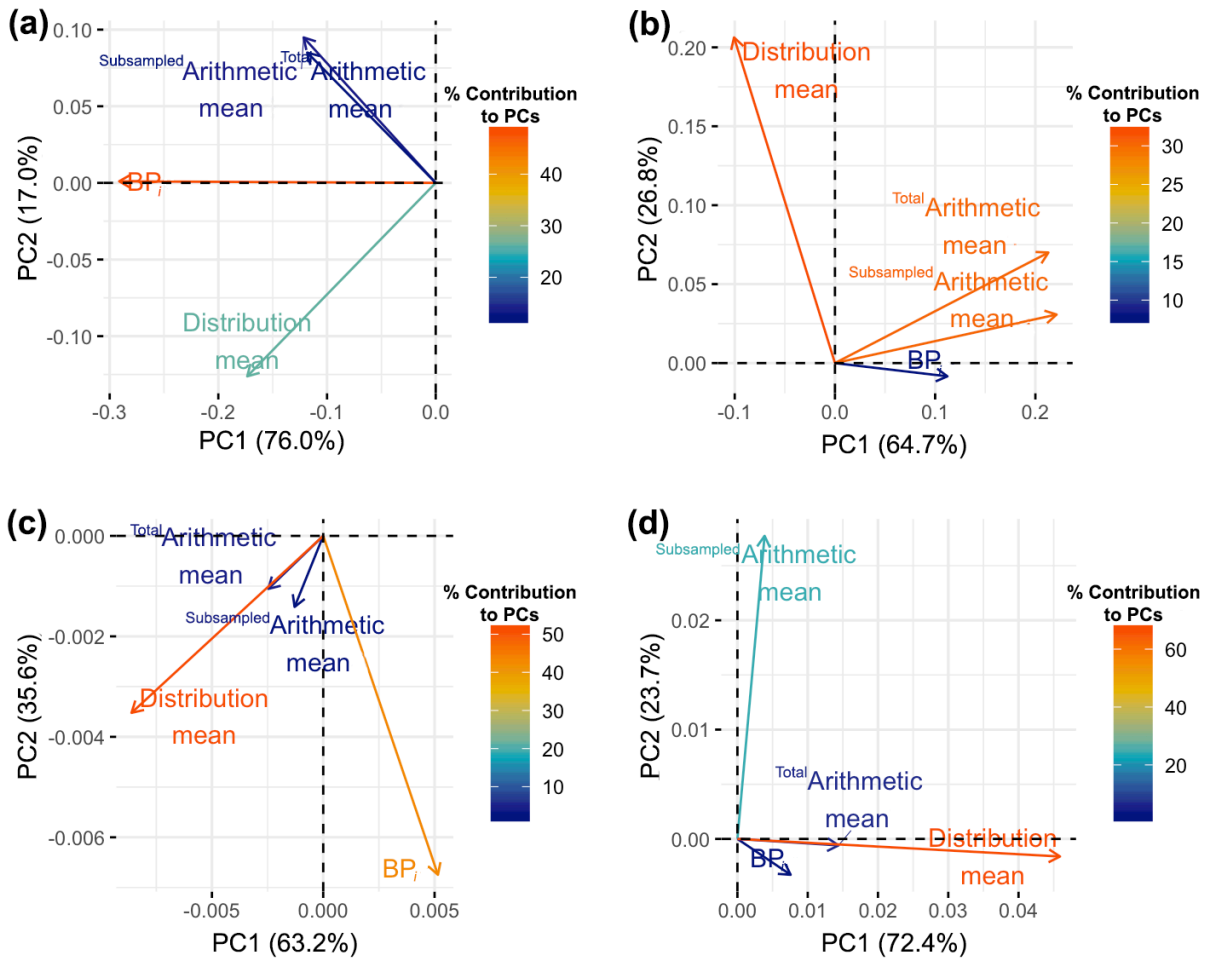 (a)
0.10
0.05
0.00
-0.05
-0.10
PC2 (17.0%)
Subsampled Arithmetic mean
Total Arithmetic mean
BPi
Distribution mean
-0.3 -0.2 -0.1 0.0
PC1 (76.0%)
% Contribution
to PCs
40
30
20
(b)
0.20
0.15
0.10
0.05
0.00
PC2 (26.8%)
Distribution
mean
Total Arithmetic
mean
Subsampled Arithmetic
mean
BPi
-0.1 0.0 0.1 0.2
PC1 (64.7%)
% Contribution
to PCs
30
25
20
15
10
(c)
0.000
-0.002
-0.004
-0.006
PC2 (35.6%)
Total Arithmetic
mean
Subsampled Arithmetic
mean
Distribution
mean
BPi
-0.005 0.000 0.005
PC1 (63.2%)
% Contribution
to PCs
50
40
30
20
10
(d)
0.02
0.01
0.00
PC2 (23.7%)
Subsampled Arithmetic
mean
Total Arithmetic
mean
Distribution
mean
BPi
0.00 0.01 0.02 0.03 0.04
PC1 (72.4%)
% Contribution
to PCs
60
40
20